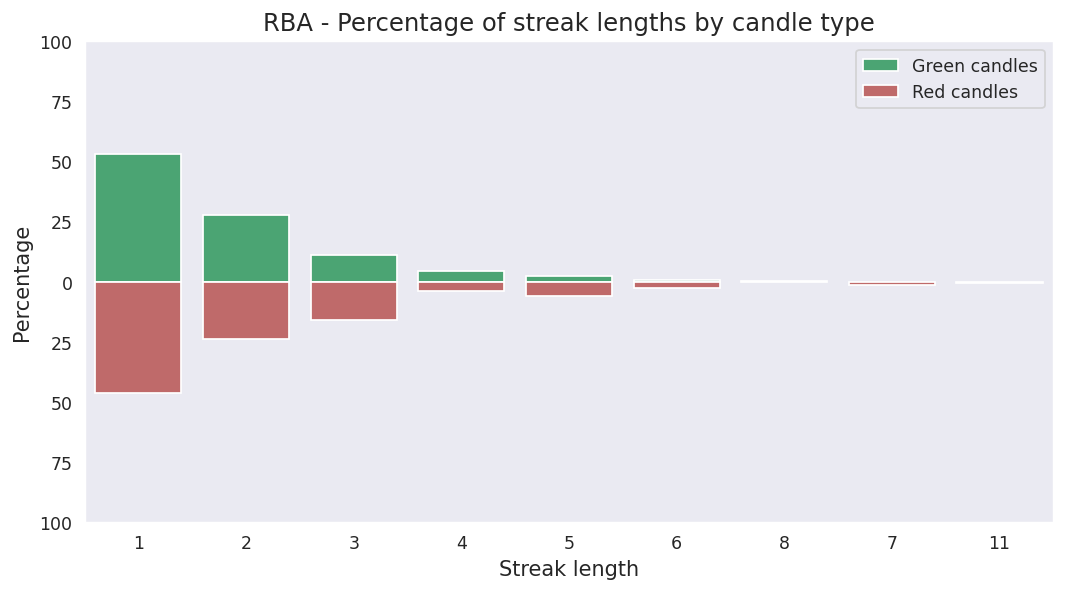 RBA - Percentage of streak lengths by candle type
Green candles
Red candles
Percentage
100
75
50
25
0
25
50
75
100
1 2 3 4 5 6 8 7 11
Streak length